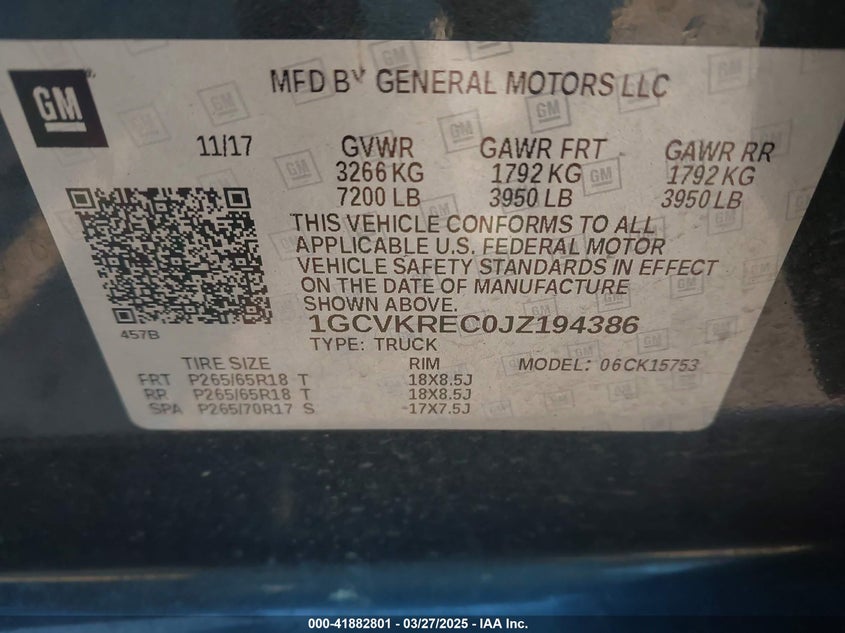 GM
MFD BY GENERAL MOTORS LLC
11/17 GVWR GAWR FRT GAWR RR
3266 KG 1792 KG 1792 KG
7200 LB 3950 LB 3950 LB
THIS VEHICLE CONFORMS TO ALL
APPLICABLE U.S. FEDERAL MOTOR
VEHICLE SAFETY STANDARDS IN EFFECT
ON THE DATE OF MANUFACTURE
SHOWN ABOVE.
1GCVKREC0JZ194386
457B
TYPE: TRUCK
TIRE SIZE RIM MODEL: 06CK15753
FRT P265/65R18 T 18X8.5J
RR P265/65R18 T 18X8.5J
SPA P265/70R17 S 17X7.5J
000-41882801 / 03/27/2025 - IAA Inc.